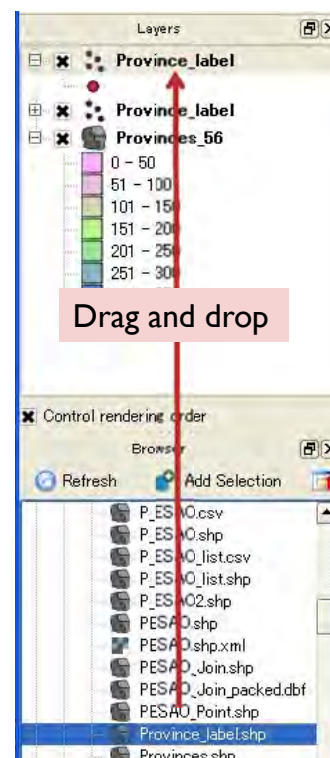 Layers
Province_label
Province_label
Provinces_56
0 - 50
51 - 100
101 - 150
151 - 200
201 - 250
251 - 300
Drag and drop
Control rendering order
Browser
Refresh Add Selection
P_ESAO.csv
P_ESAO.shp
P_ESAO_list.csv
P_ESAO_list.shp
P_ESAO2.shp
PESAO.shp
PESAO.shp.xml
PESAO_Join.shp
PESAO_Join_packed.dbf
PESAO_Point.shp
Province_label.shp
Provinces.shp